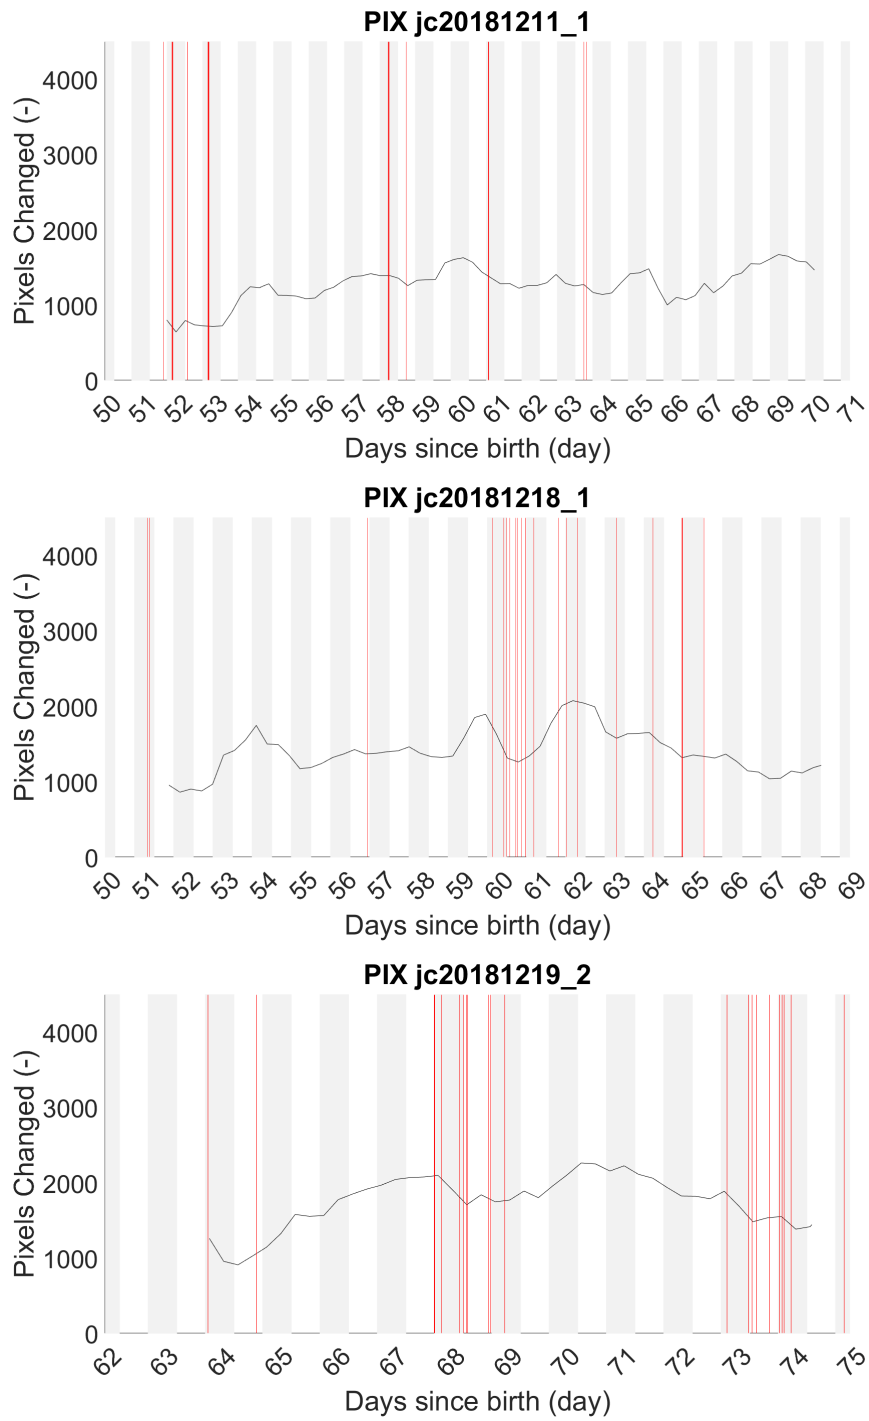 PIX jc20181211_1
4000
3000
2000
1000
0
Pixels Changed (-)
50 51 52 53 54 55 56 57 58 59 60 61 62 63 64 65 66 67 68 69 70 71
Days since birth (day)
PIX jc20181218_1
4000
3000
2000
1000
0
Pixels Changed (-)
50 51 52 53 54 55 56 57 58 59 60 61 62 63 64 65 66 67 68 69
Days since birth (day)
PIX jc20181219_2
4000
3000
2000
1000
0
Pixels Changed (-)
62 63 64 65 66 67 68 69 70 71 72 73 74 75
Days since birth (day)